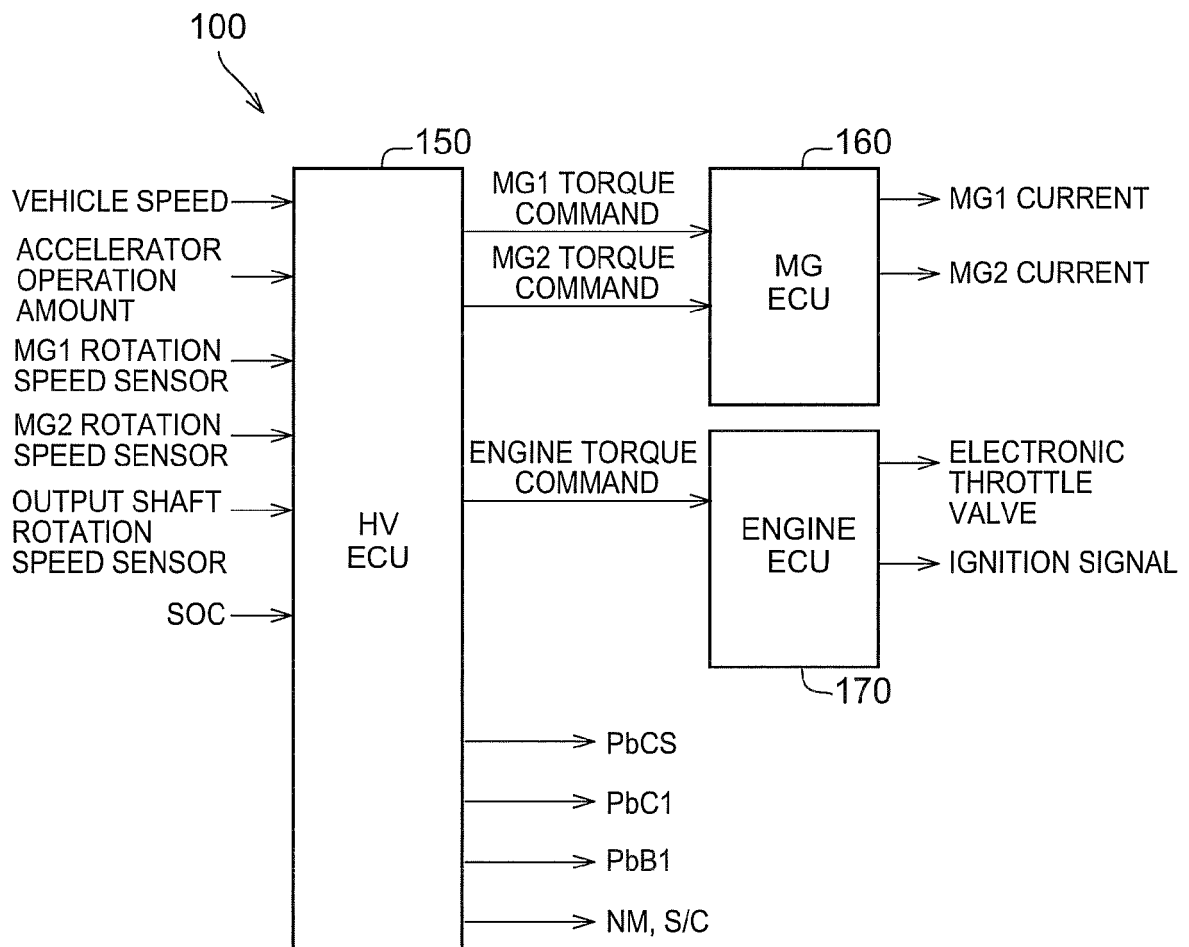 100
150
160
VEHICLE SPEED
ACCELERATOR
OPERATION
AMOUNT
MG1 ROTATION
SPEED SENSOR
MG2 ROTATION
SPEED SENSOR
OUTPUT SHAFT
ROTATION
SPEED SENSOR
SOC
HV
ECU
MG1 TORQUE
COMMAND
MG2 TORQUE
COMMAND
MG
ECU
MG1 CURRENT
MG2 CURRENT
ENGINE TORQUE
COMMAND
ENGINE
ECU
ELECTRONIC
THROTTLE
VALVE
IGNITION SIGNAL
170
PbCS
PbC1
PbB1
NM, S/C